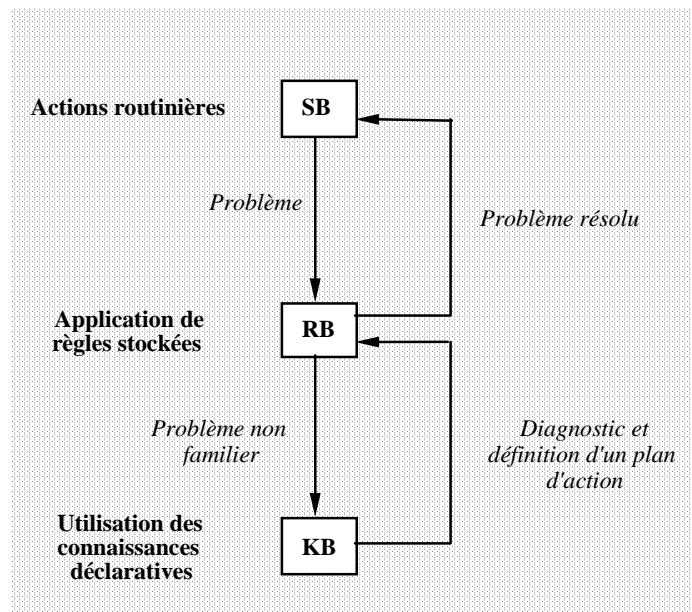 Actions routinières
SB
Problème
Problème résolu
Application de
règles stockées
RB
Problème non
familier
Diagnostic et
définition d'un plan
d'action
Utilisation des
connaissances
déclaratives
KB